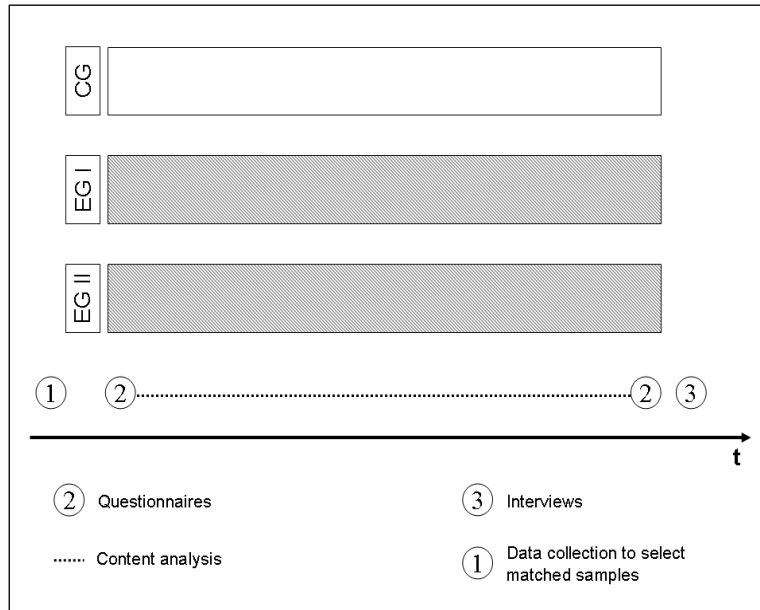 CG
EG I
EG II
1 2 2 3
t
2 Questionnaires
3 Interviews
Content analysis
1 Data collection to select
matched samples